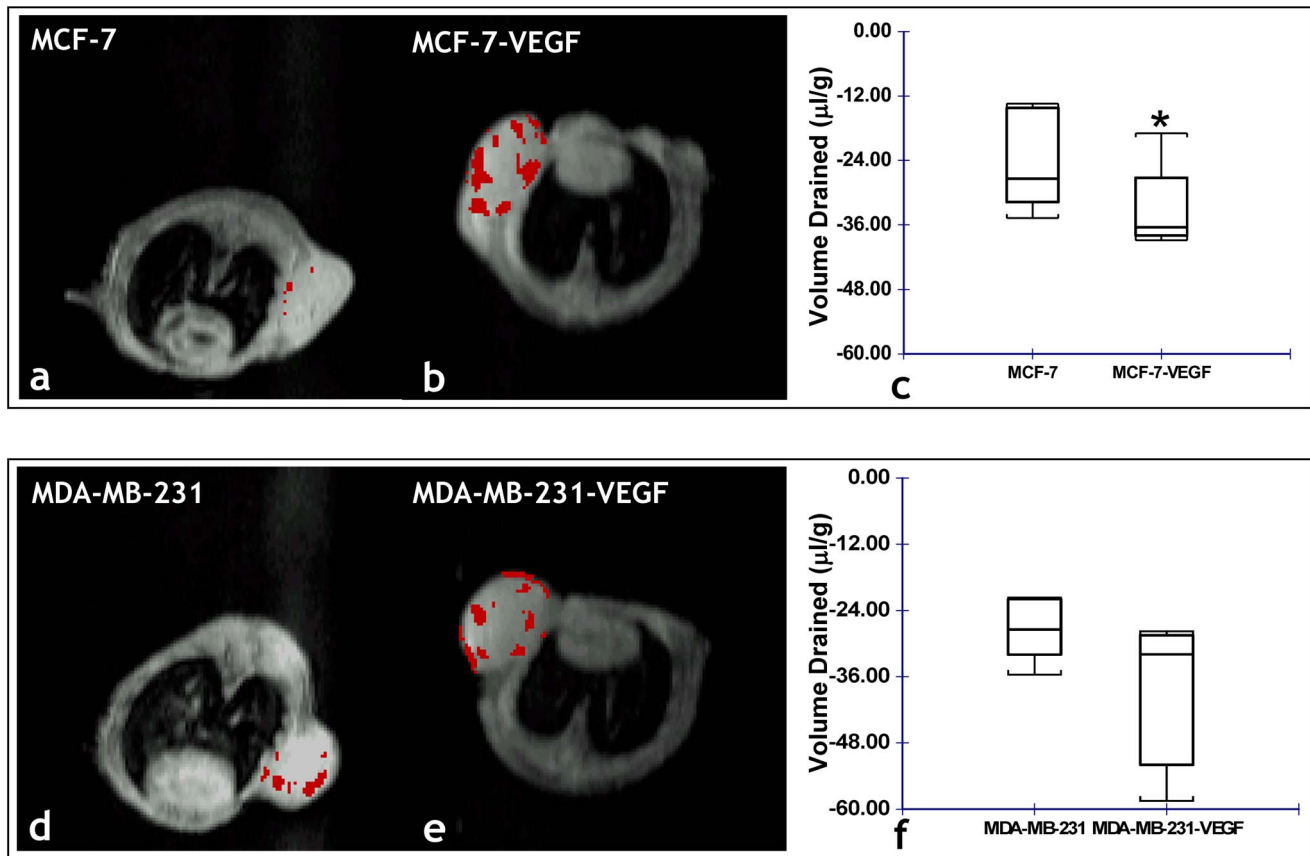 MCF-7
MCF-7-VEGF
a
b
Volume Drained (µl/g)
0.00
-12.00
-24.00
-36.00
-48.00
-60.00
*
MCF-7
MCF-7-VEGF
c
MDA-MB-231
MDA-MB-231-VEGF
d
e
Volume Drained (µl/g)
0.00
-12.00
-24.00
-36.00
-48.00
-60.00
MDA-MB-231
MDA-MB-231-VEGF
f